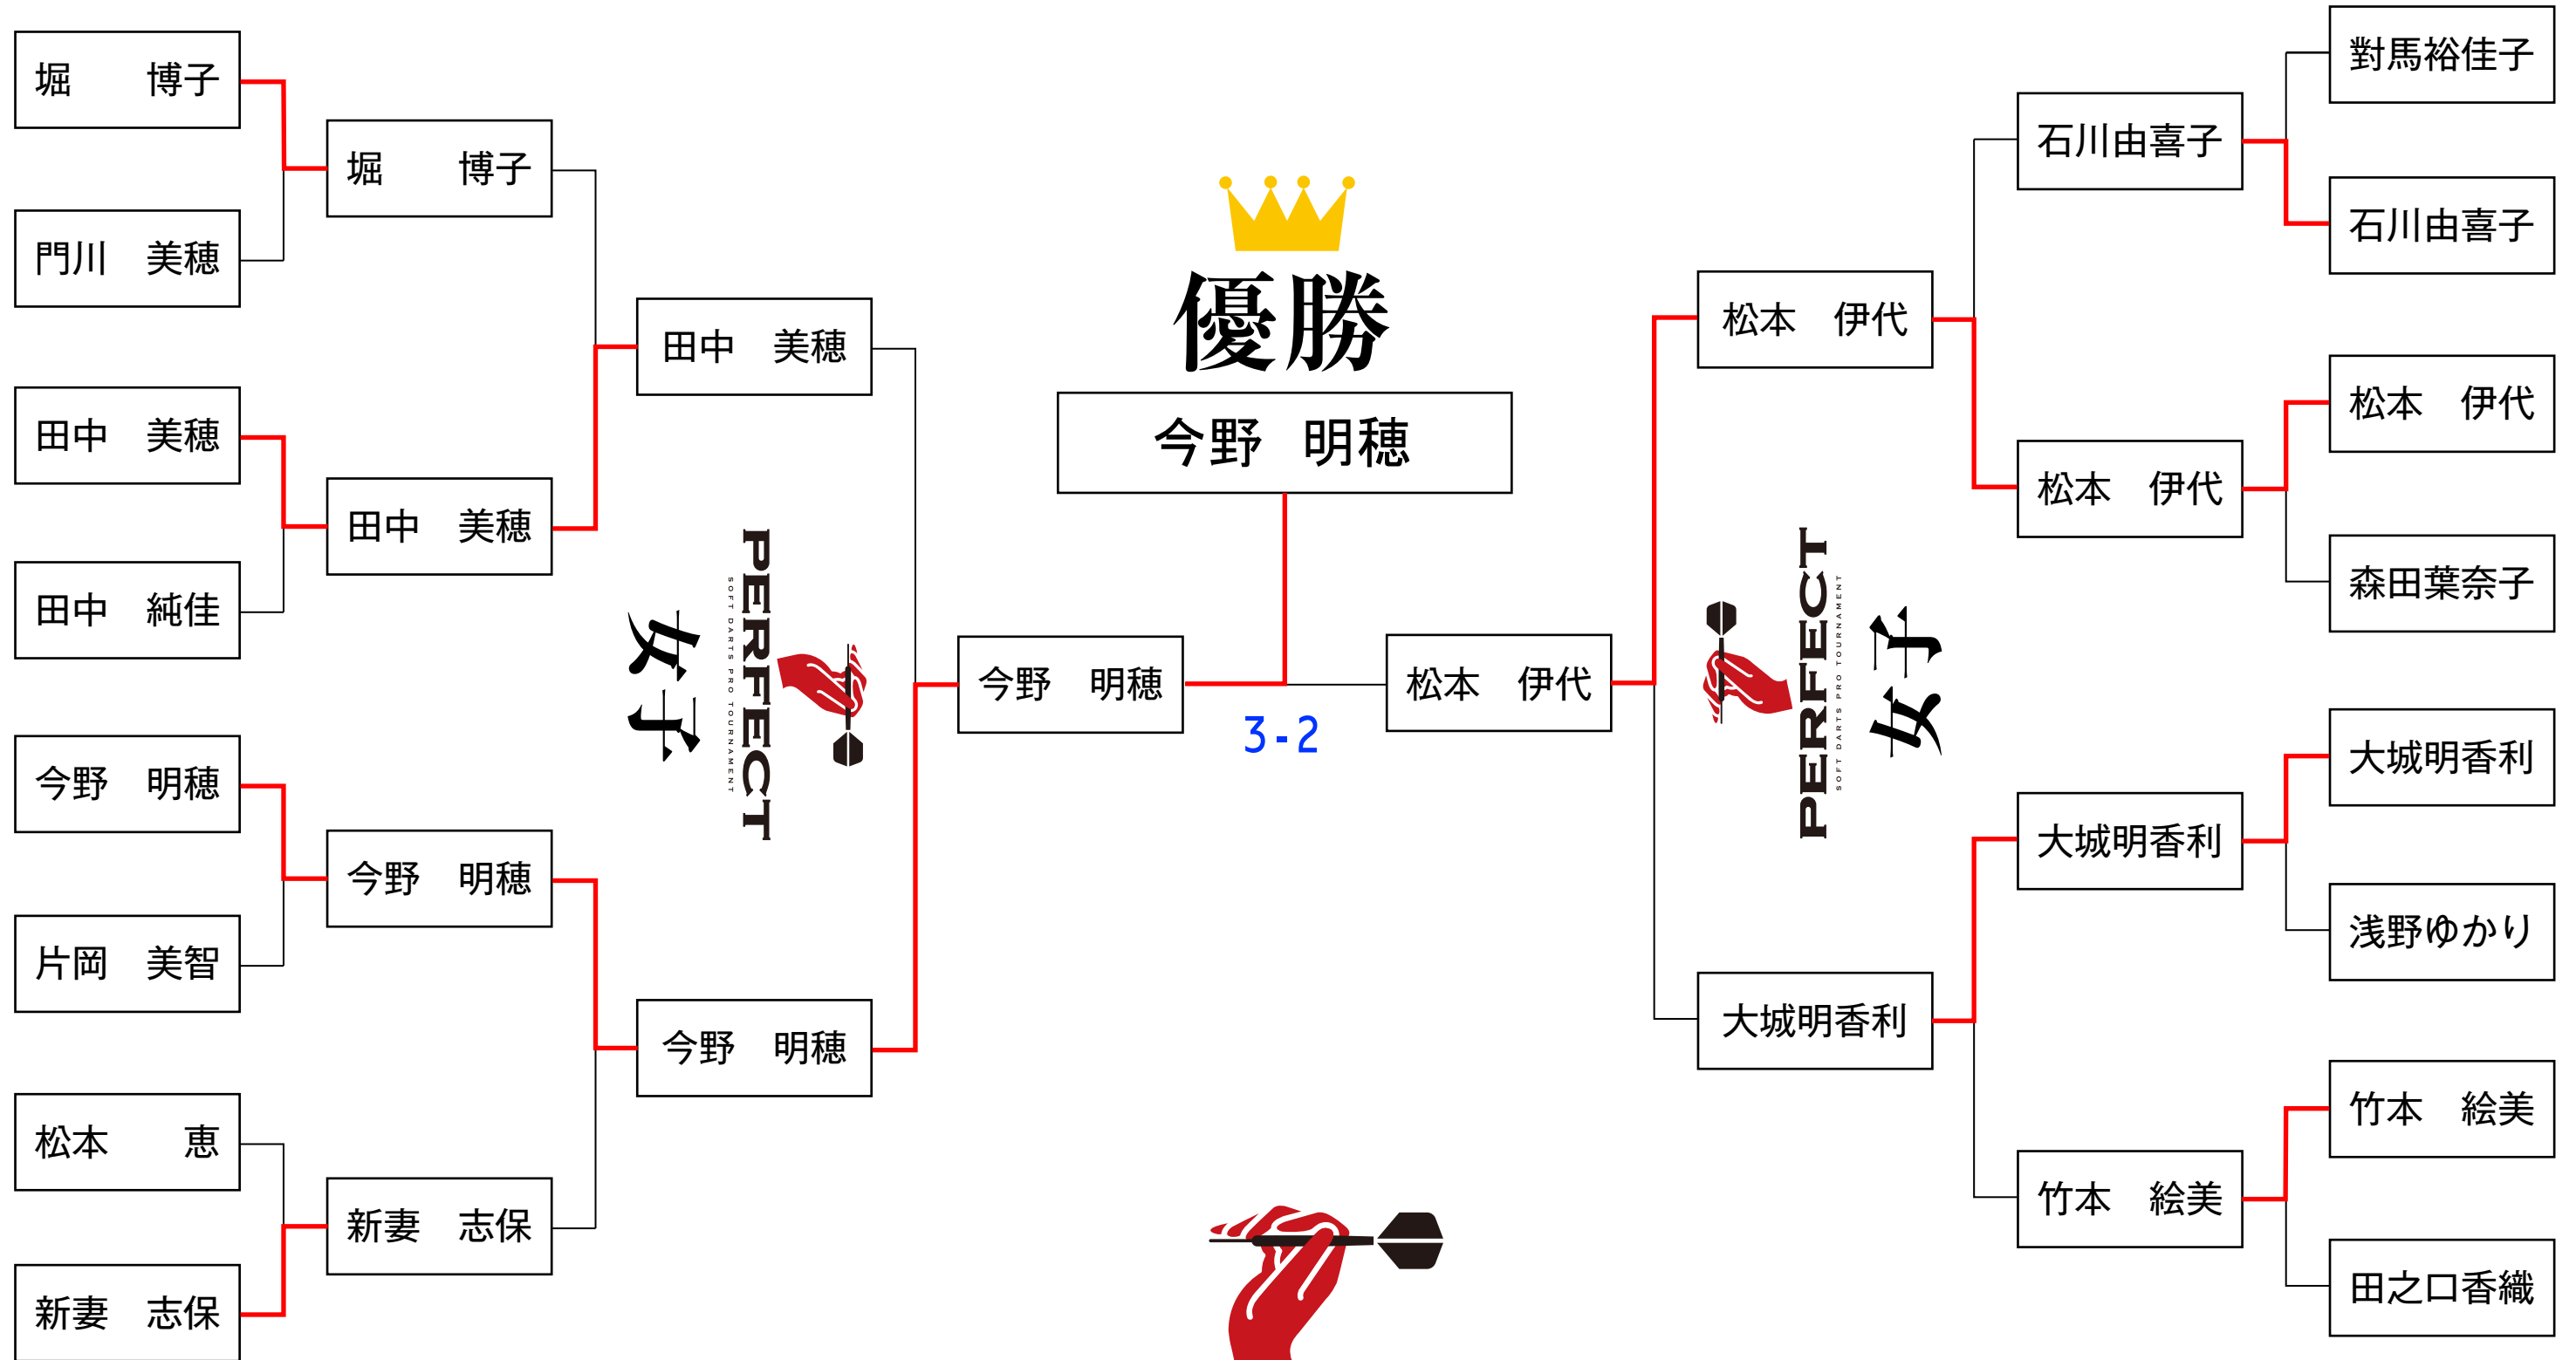 堀　　博子
門川　美穂
田中　美穂
田中　純佳
今野　明穂
片岡　美智
松本　　恵
新妻　志保
堀　　博子
田中　美穂
今野　明穂
新妻　志保
田中　美穂
今野　明穂
女子
PERFECT
SOFT DARTS PRO TOURNAMENT
今野　明穂
優勝
今野　明穂
3-2
松本　伊代
松本　伊代
大城明香利
PERFECT
SOFT DARTS PRO TOURNAMENT
女子
石川由喜子
松本　伊代
大城明香利
竹本　絵美
對馬裕佳子
石川由喜子
松本　伊代
森田葉奈子
大城明香利
浅野ゆかり
竹本　絵美
田之口香織